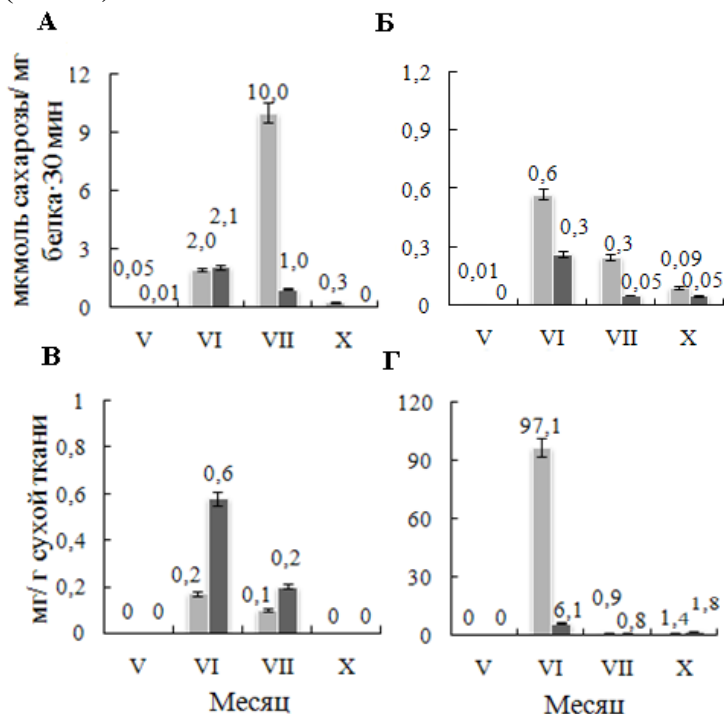 А
Б
мкмоль сахарозы/ мг
белка·30 мин
12
9
6
3
0
0,05
0,01
2,0
2,1
10,0
1,0
0,3
0
V
VI
VII
X
1,2
0,9
0,6
0,3
0
0,01
0
0,6
0,3
0,3
0,05
0,09
0,05
V
VI
VII
X
В
Г
мг/ г сухой ткани
1
0,8
0,6
0,4
0,2
0
0
0
0,2
0,6
0,1
0,2
0
0
V
VI
VII
X
Месяц
120
90
60
30
0
0
0
97,1
6,1
0,9
0,8
1,4
1,8
V
VI
VII
X
Месяц